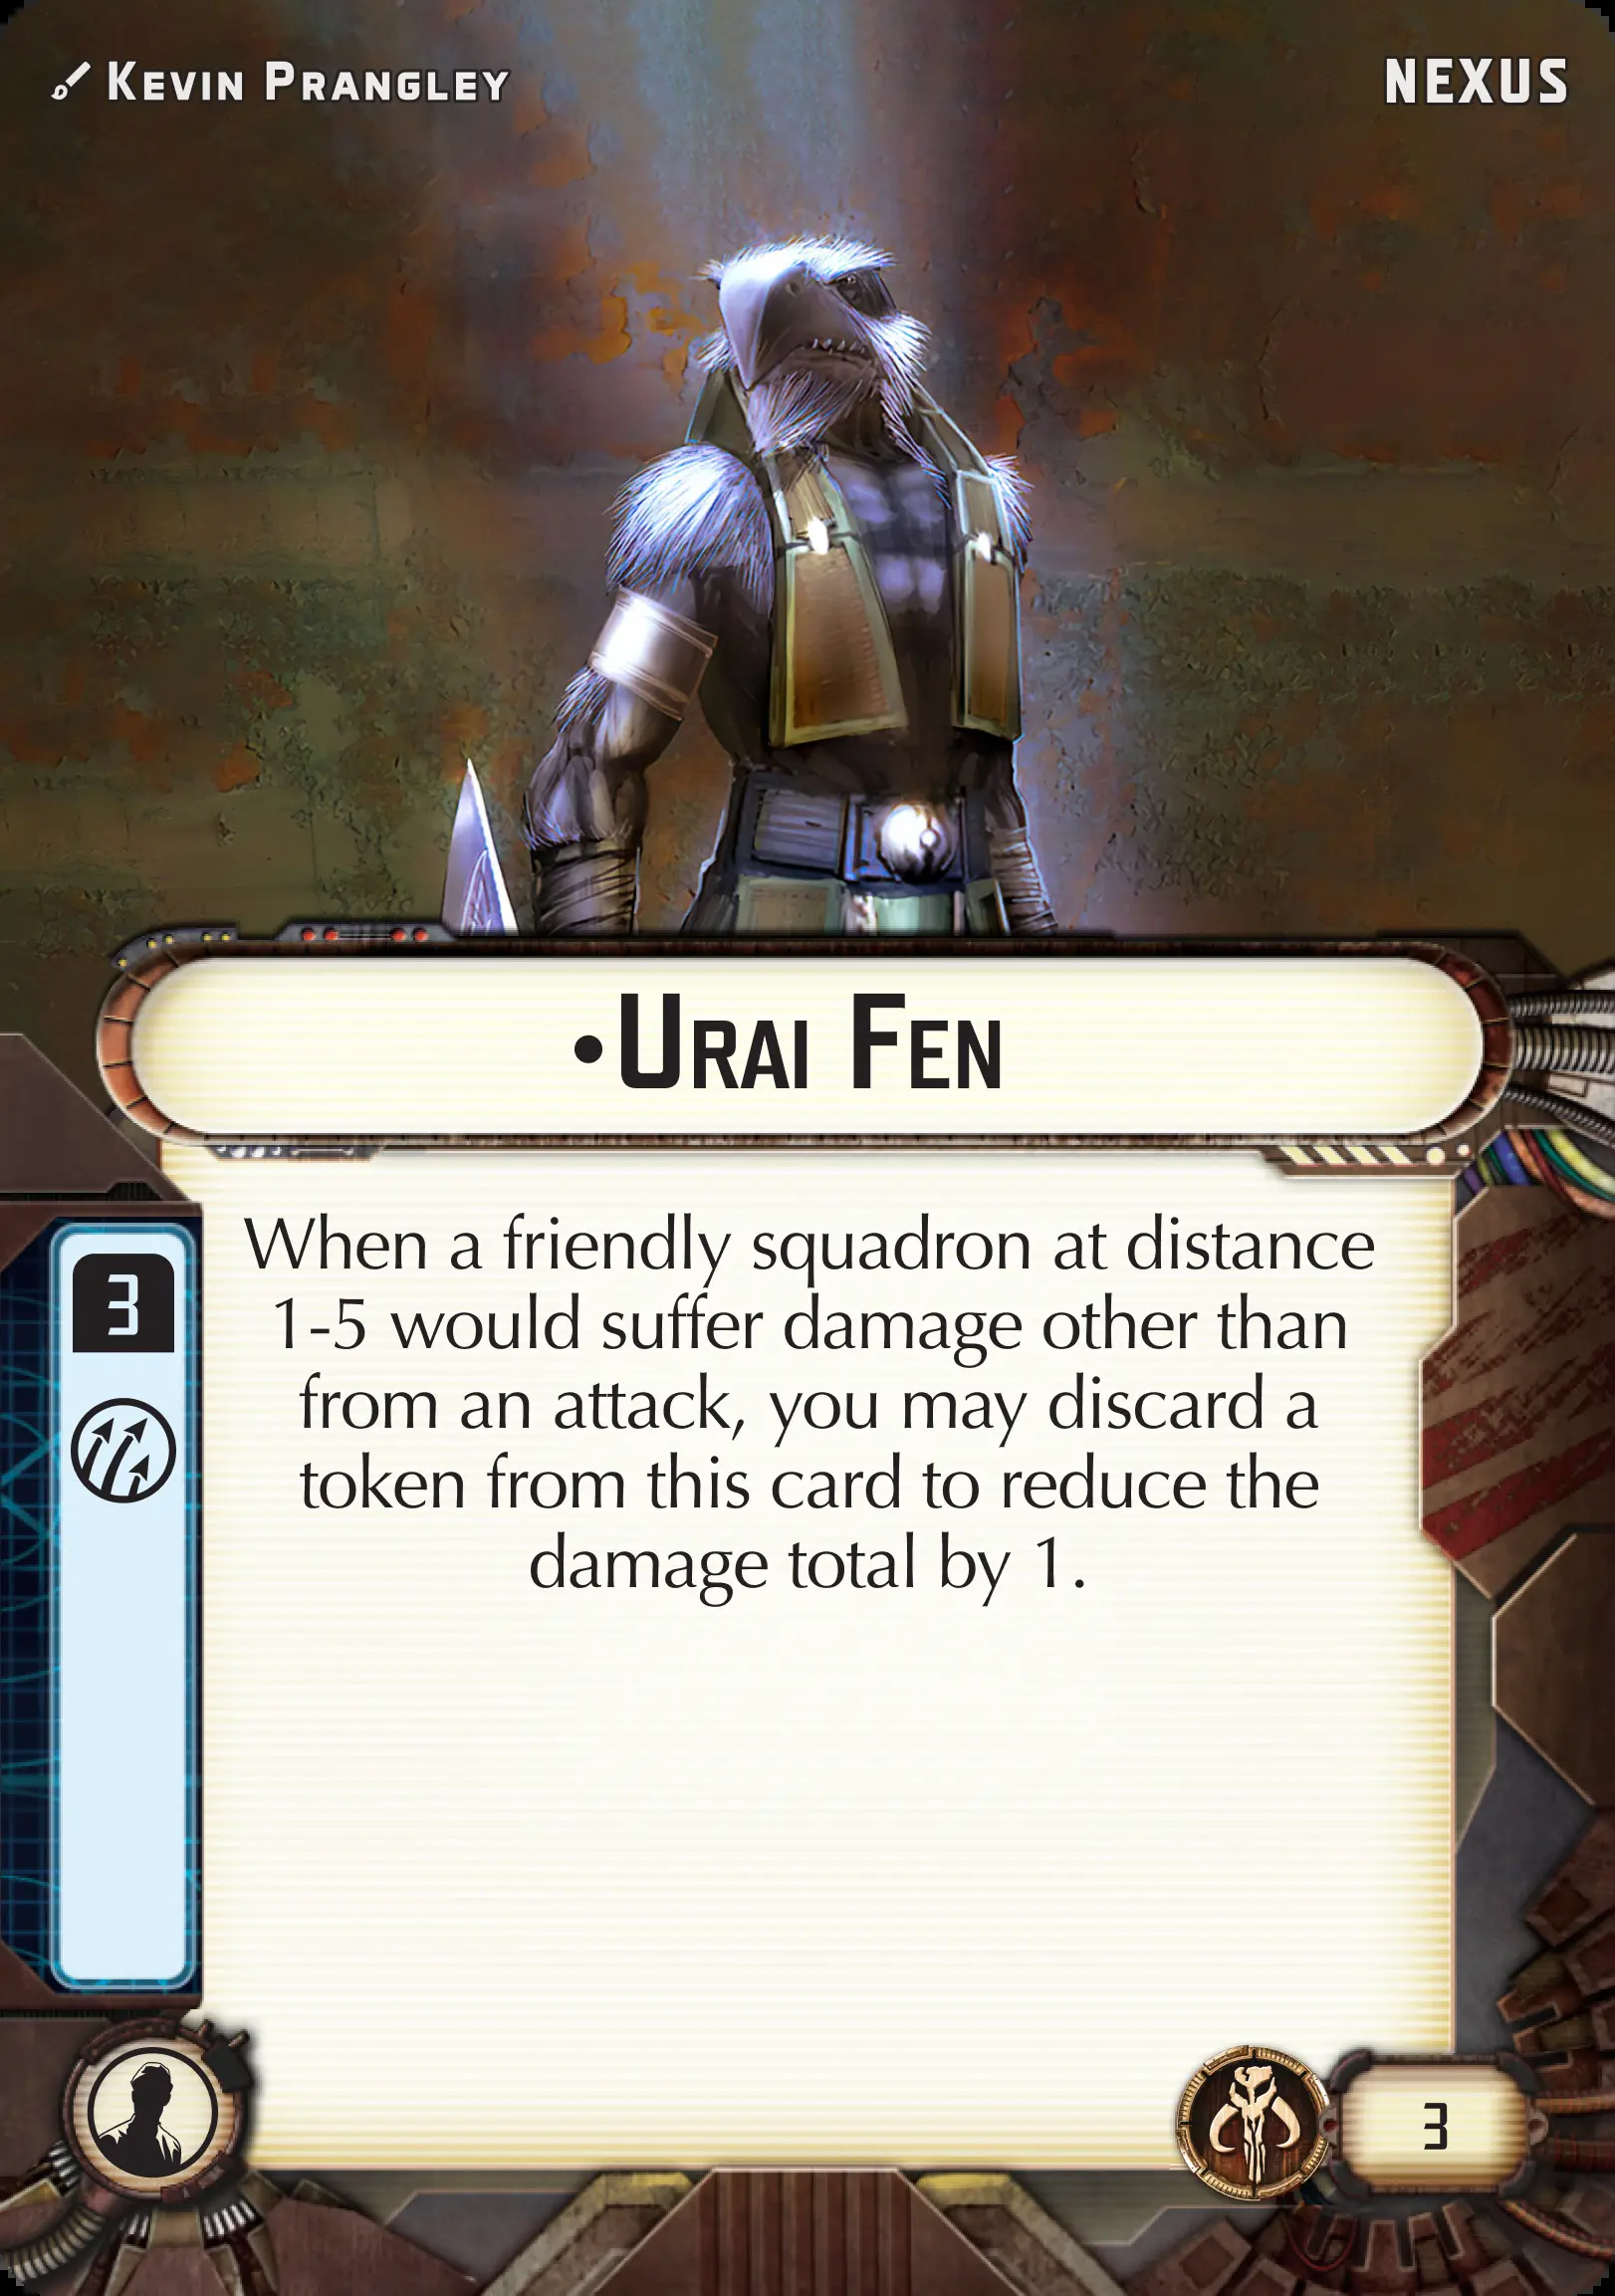 Kevin Prangley
NEXUS
•Urai Fen
3
When a friendly squadron at distance
1-5 would suffer damage other than
from an attack, you may discard a
token from this card to reduce the
damage total by 1.
3